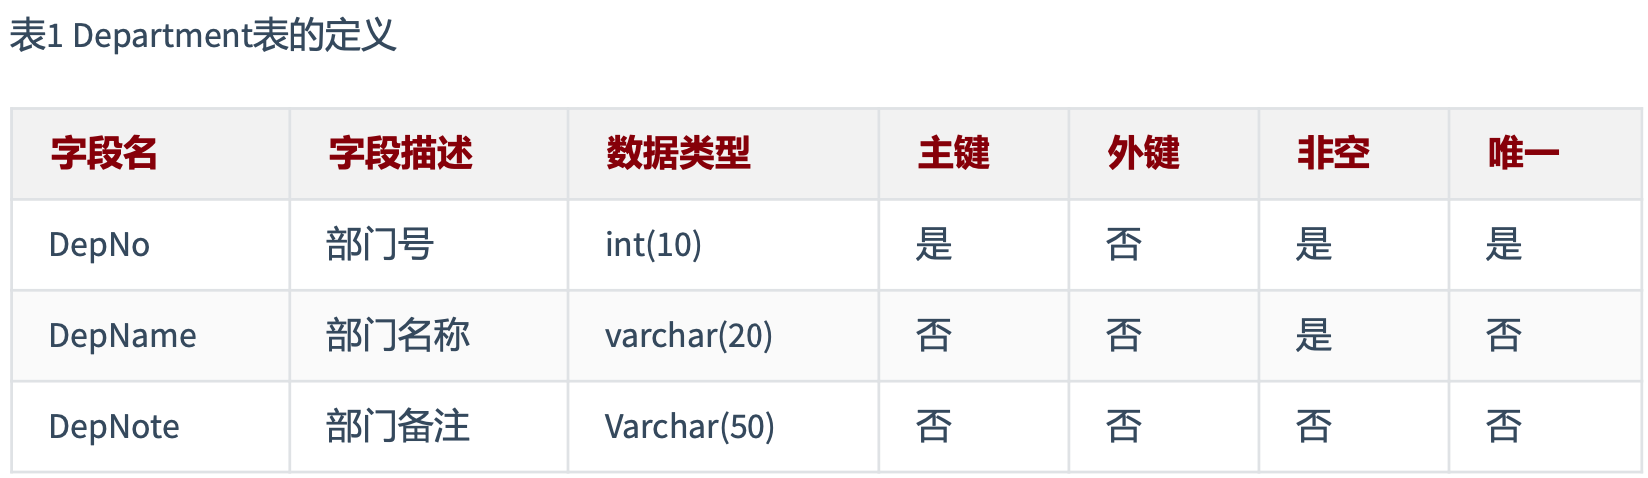 表1 Department表的定义
字段名 字段描述 数据类型 主键 外键 非空 唯一
DepNo 部门号 int(10) 是 否 是 是
DepName 部门名称 varchar(20) 否 否 是 否
DepNote 部门备注 Varchar(50) 否 否 否 否